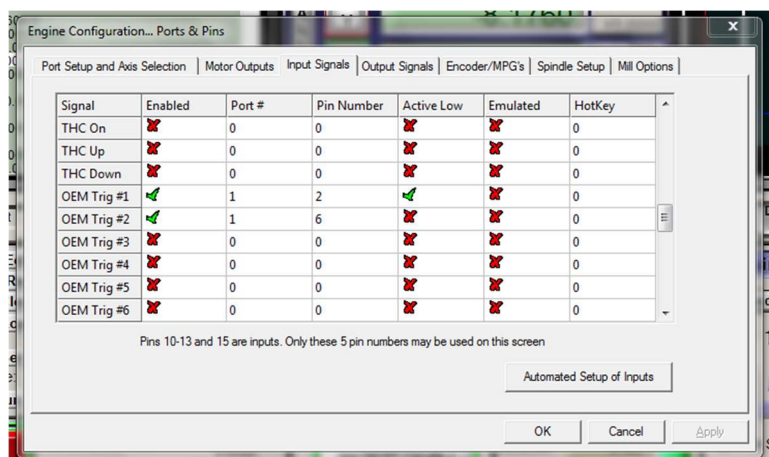 Engine Configuration... Ports & Pins
X
Port Setup and Axis Selection Motor Outputs Input Signals Output Signals Encoder/MPG's Spindle Setup Mill Options
Signal Enabled Port # Pin Number Active Low Emulated HotKey
THC On 0 0 0
THC Up 0 0 0
THC Down 0 0 0
OEM Trig #1 1 2 0
OEM Trig #2 1 6 0
OEM Trig #3 0 0 0
OEM Trig #4 0 0 0
OEM Trig #5 0 0 0
OEM Trig #6 0 0 0
Pins 10-13 and 15 are inputs. Only these 5 pin numbers may be used on this screen
Automated Setup of Inputs
OK Cancel Apply